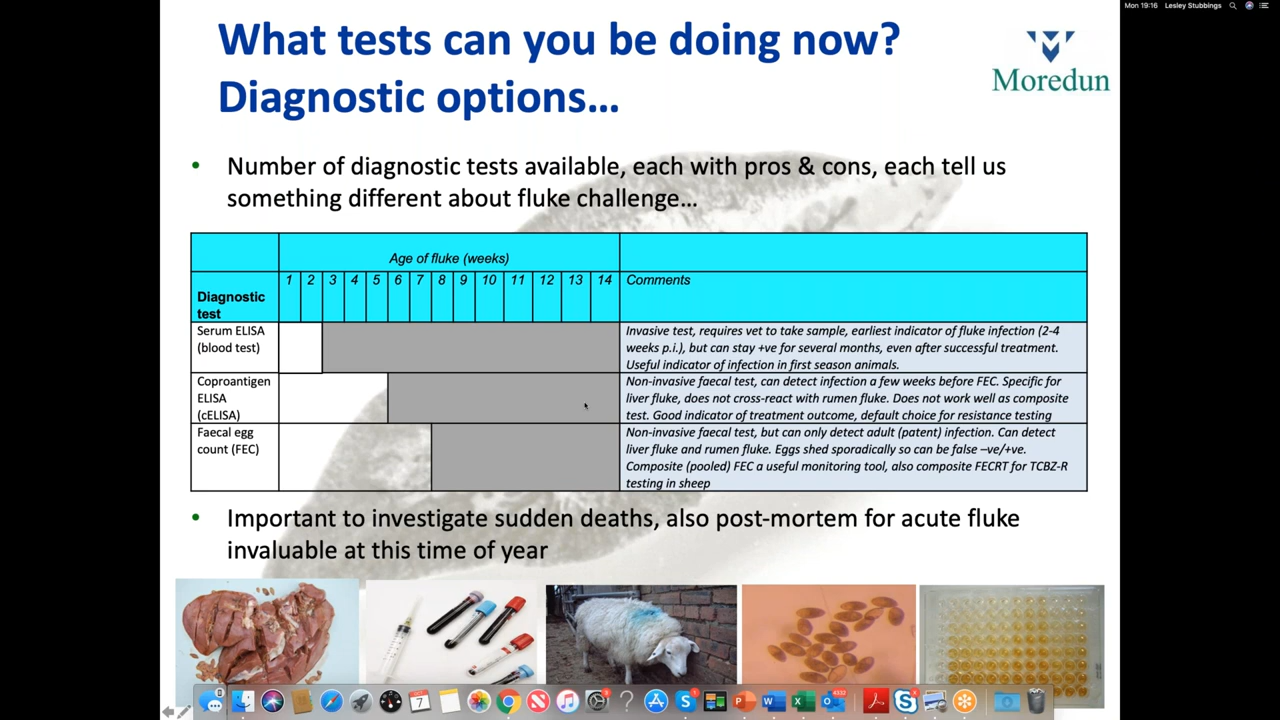 Mon 19:16 Lesley Stubbings
What tests can you be doing now?
Diagnostic options…
Moredun
• Number of diagnostic tests available, each with pros & cons, each tell us
something different about fluke challenge…
Age of fluke (weeks)
Diagnostic
test
1 2 3 4 5 6 7 8 9 10 11 12 13 14 Comments
Serum ELISA
(blood test)
Invasive test, requires vet to take sample, earliest indicator of fluke infection (2-4
weeks p.i.), but can stay +ve for several months, even after successful treatment.
Useful indicator of infection in first season animals.
Coproantigen
ELISA
(cELISA)
Non-invasive faecal test, can detect infection a few weeks before FEC. Specific for
liver fluke, does not cross-react with rumen fluke. Does not work well as composite
test. Good indicator of treatment outcome, default choice for resistance testing
Faecal egg
count (FEC)
Non-invasive faecal test, but can only detect adult (patent) infection. Can detect
liver fluke and rumen fluke. Eggs shed sporadically so can be false –ve/+ve.
Composite (pooled) FEC a useful monitoring tool, also composite FECRT for TCBZ-R
testing in sheep
• Important to investigate sudden deaths, also post-mortem for acute fluke
invaluable at this time of year
7